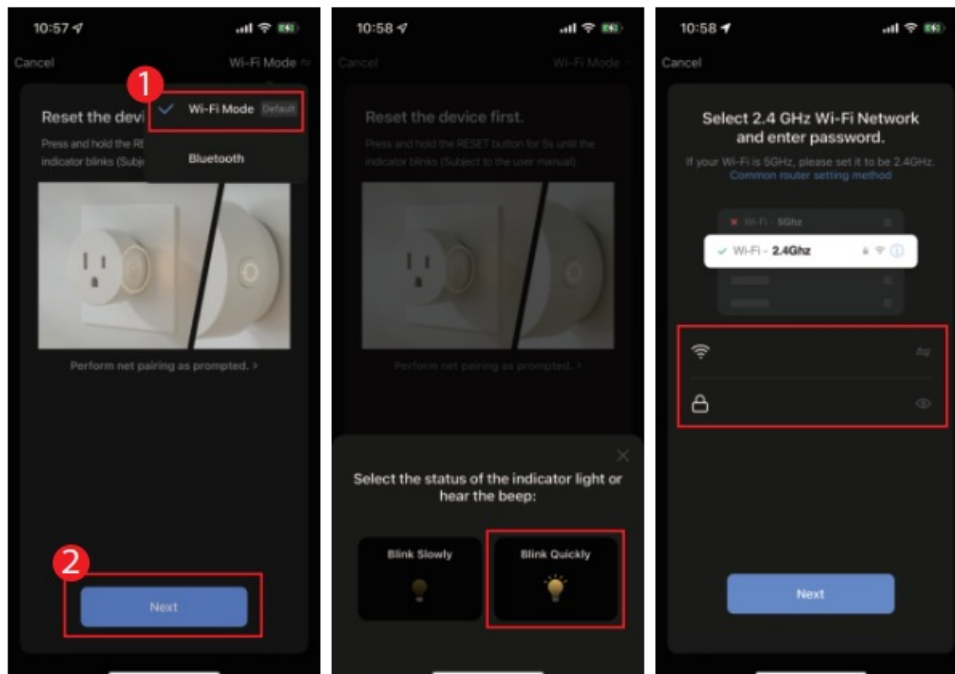 10:57
Cancel
Wi-Fi Mode
1
Wi-Fi Mode Default
Reset the devi
Press and hold the RE
indicator blinks (Subje
Bluetooth
Perform net pairing as prompted. >
2
Next
10:58
Cancel
Wi-Fi Mode
Reset the device first.
Press and hold the RESET button for 5s until the
indicator blinks (Subject to the user manual)
Perform net pairing as prompted. >
Select the status of the indicator light or
hear the beep:
Blink Slowly
Blink Quickly
10:58
Cancel
Select 2.4 GHz Wi-Fi Network
and enter password.
If your Wi-Fi is 5GHz, please set it to be 2.4GHz.
Common router setting method
Wi-Fi - 5Ghz
Wi-Fi - 2.4Ghz
Next